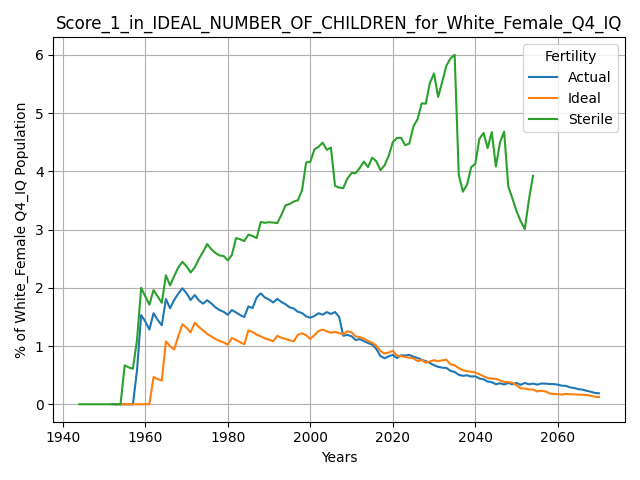 Score_1_in_IDEAL_NUMBER_OF_CHILDREN_for_White_Female_Q4_IQ
% of White_Female Q4_IQ Population
6
5
4
3
2
1
0
Fertility
Actual
Ideal
Sterile
1940 1960 1980 2000 2020 2040 2060
Years